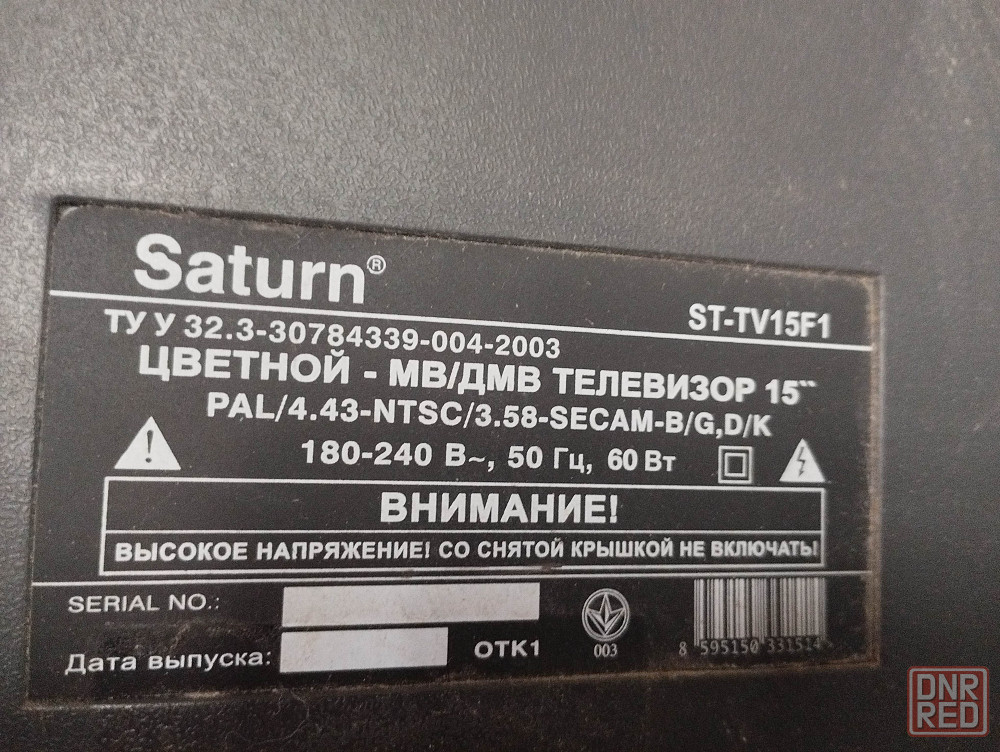 Saturn®
ST-TV15F1
ТУ У 32.3-30784339-004-2003
ЦВЕТНОЙ - МВ/ДМВ ТЕЛЕВИЗОР 15``
PAL/4.43-NTSC/3.58-SECAM-B/G,D/K
180-240 В~, 50 Гц, 60 Вт
ВНИМАНИЕ!
ВЫСОКОЕ НАПРЯЖЕНИЕ! СО СНЯТОЙ КРЫШКОЙ НЕ ВКЛЮЧАТЬ!
SERIAL NO.:
Дата выпуска:
ОТК1
003
8 595150 331514
DNR
RED